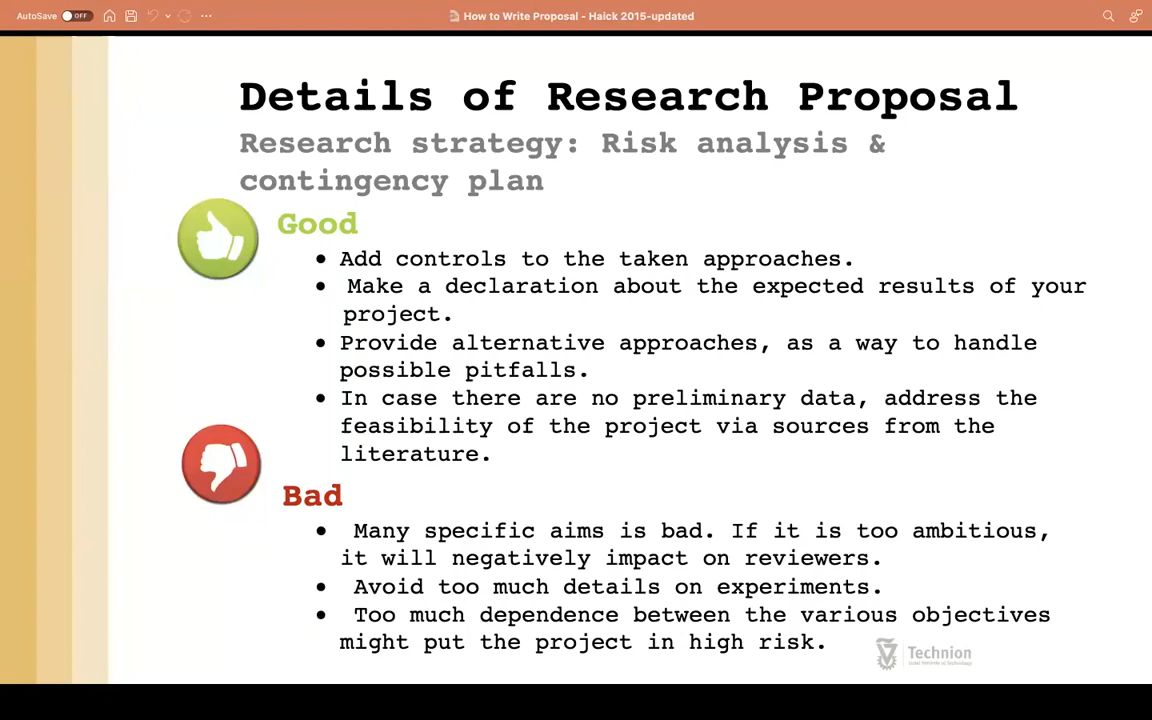 AutoSave OFF
How to Write Proposal - Haick 2015-updated
Details of Research Proposal
Research strategy: Risk analysis &
contingency plan
Good
• Add controls to the taken approaches.
• Make a declaration about the expected results of your
project.
• Provide alternative approaches, as a way to handle
possible pitfalls.
• In case there are no preliminary data, address the
feasibility of the project via sources from the
literature.
Bad
• Many specific aims is bad. If it is too ambitious,
it will negatively impact on reviewers.
• Avoid too much details on experiments.
• Too much dependence between the various objectives
might put the project in high risk.
Technion
Israel Institute of Technology